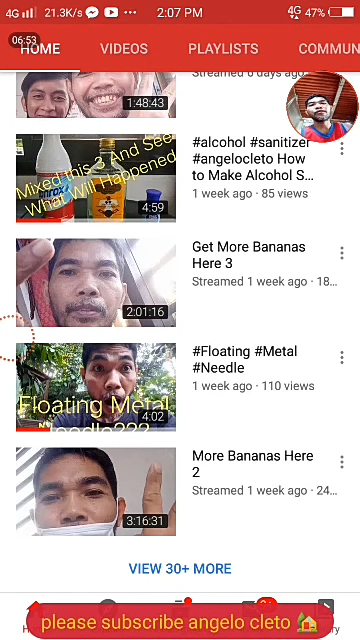 4G 21.3K/s ••• 2:07 PM 4G 47%
06:53
HOME VIDEOS PLAYLISTS COMMUN
Streamed 6 days ago
1:48:43
Mixed this 3 And See
What Will Happened
4:59
#alcohol #sanitizer
#angelocleto How
to Make Alcohol S...
1 week ago · 85 views
2:01:16
Get More Bananas
Here 3
Streamed 1 week ago · 18...
Floating Metal
Needle???
4:02
#Floating #Metal
#Needle
1 week ago · 110 views
3:16:31
More Bananas Here
2
Streamed 1 week ago · 24...
VIEW 30+ MORE
please subscribe angelo cleto 🏡